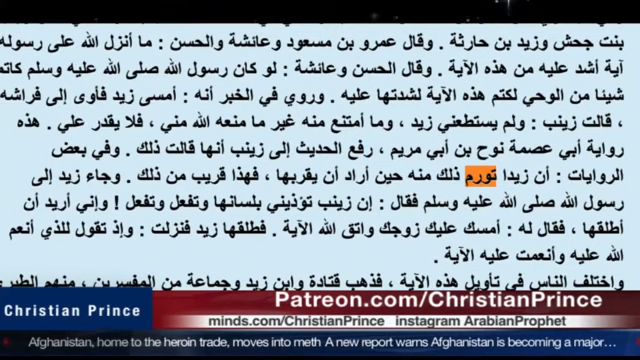 بنت جحش وزيد بن حارثة . وقال عمرو بن مسعود وعائشة والحسن : ما أنزل الله على رسوله
آية أشد عليه من هذه الآية . وقال الحسن وعائشة : لو كان رسول الله صلى الله عليه وسلم كاتم
شيئا من الوحي لكتم هذه الآية لشدتها عليه . وروي في الخبر أنه : أمسى زيد فأوى إلى فراشه
، قالت زينب : ولم يستطعني زيد ، وما أمتنع منه غير ما منعه الله مني ، فلا يقدر علي . هذه
رواية أبي عصمة نوح بن أبي مريم ، رفع الحديث إلى زينب أنها قالت ذلك . وفي بعض
الروايات : أن زيدا تورم ذلك منه حين أراد أن يقربها ، فهذا قريب من ذلك . وجاء زيد إلى
رسول الله صلى الله عليه وسلم فقال : إن زينب تؤذيني بلسانها وتفعل وتفعل ! وإني أريد أن
أطلقها ، فقال له : أمسك عليك زوجك واتق الله الآية . فطلقها زيد فنزلت : وإذ تقول للذي أنعم
الله عليه وأنعمت عليه الآية .
واختلف الناس في تأويل هذه الآية ، فذهب قتادة وابن زيد وجماعة من المفسرين ، منهم الطبر
Christian Prince
Patreon.com/ChristianPrince
minds.com/ChristianPrince instagram ArabianProphet
Afghanistan, home to the heroin trade, moves into meth A new report warns Afghanistan is becoming a major...